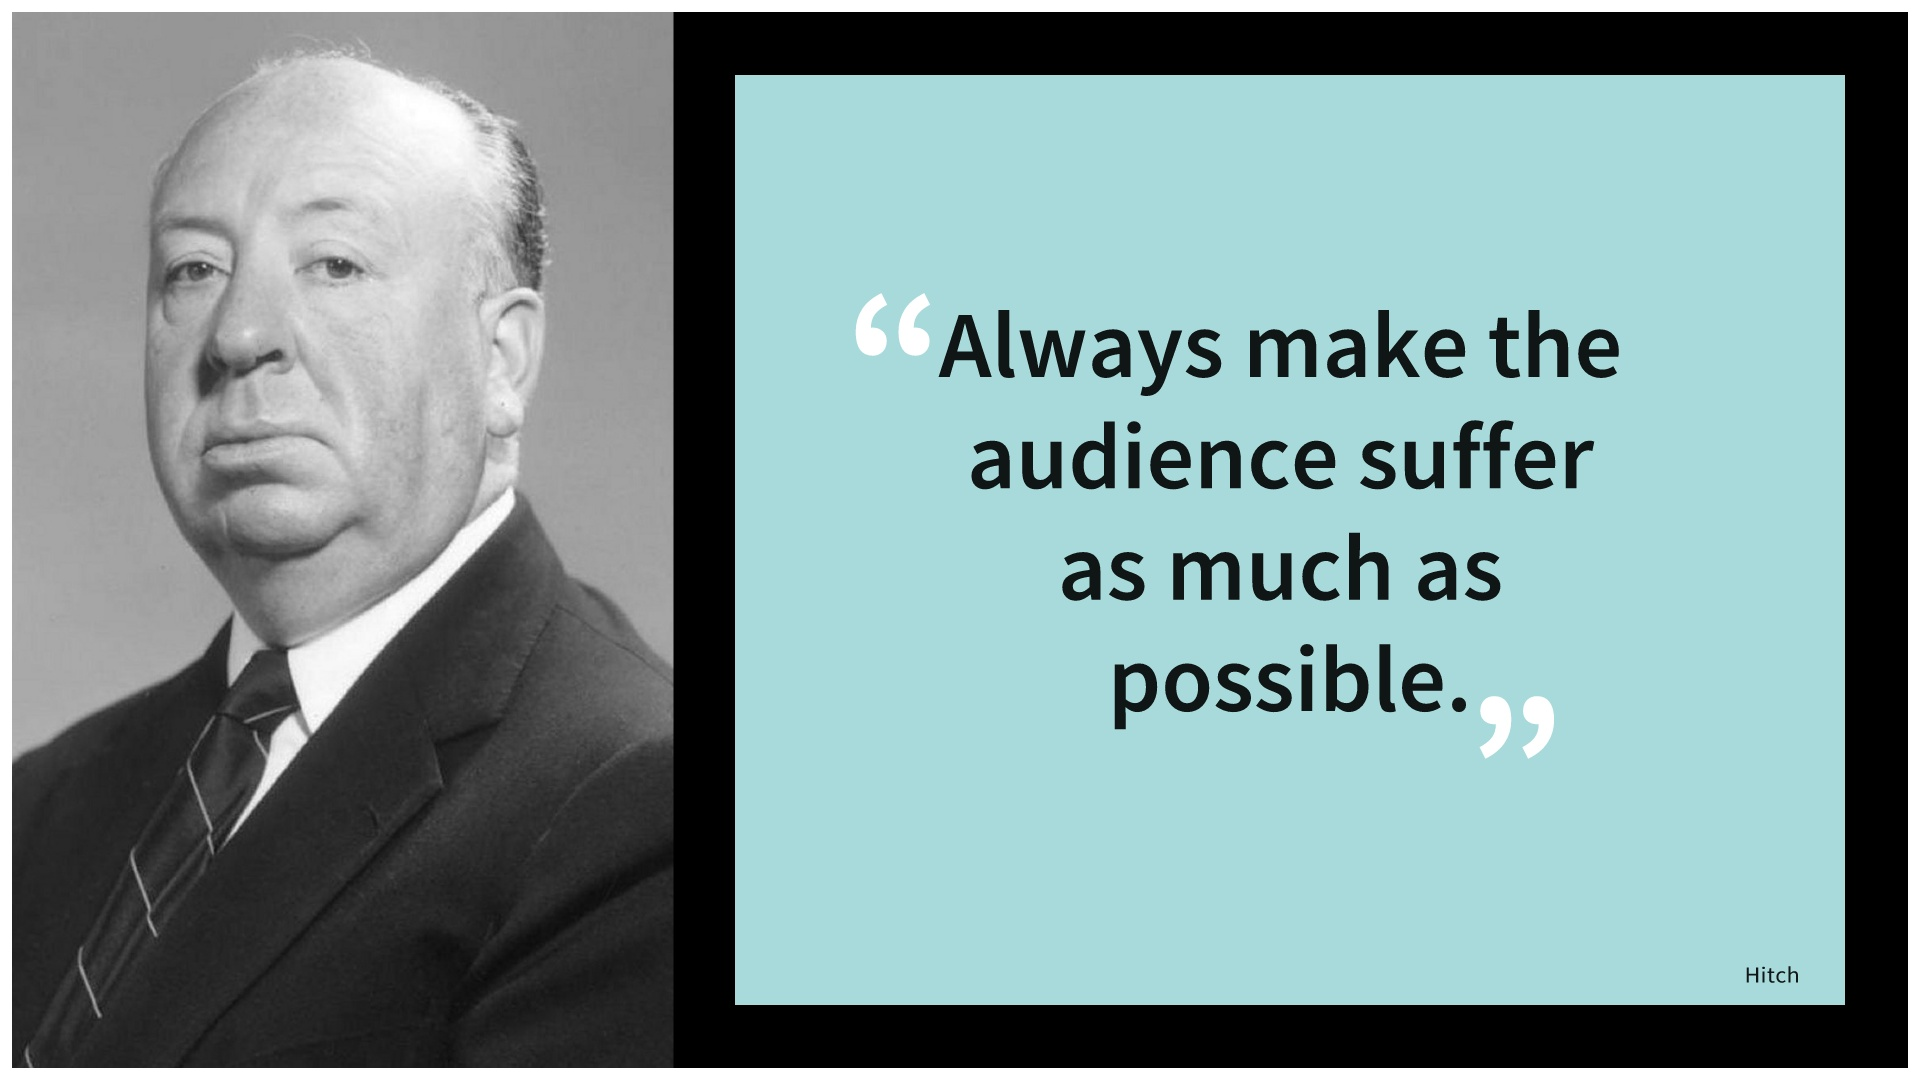 “Always make the
audience suffer
as much as
possible.”
Hitch